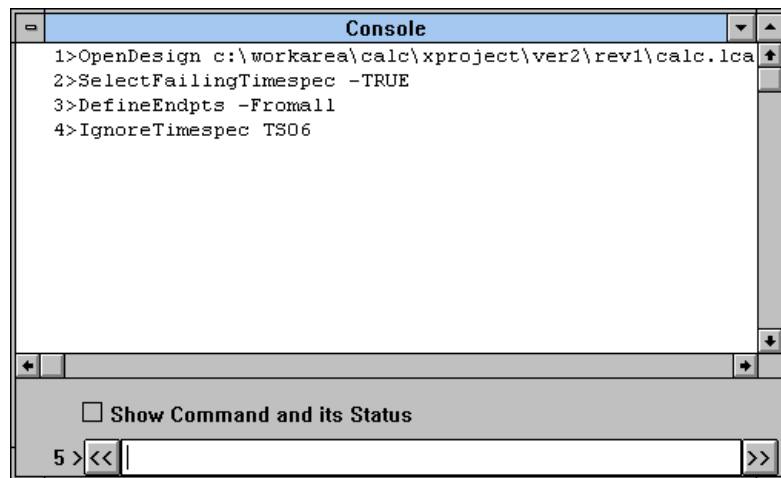 Console
1>OpenDesign c:\workarea\calc\xproject\ver2\rev1\calc.lca
2>SelectFailingTimespec -TRUE
3>DefineEndpts -Fromall
4>IgnoreTimespec TS06
Show Command and its Status
5 > << >>